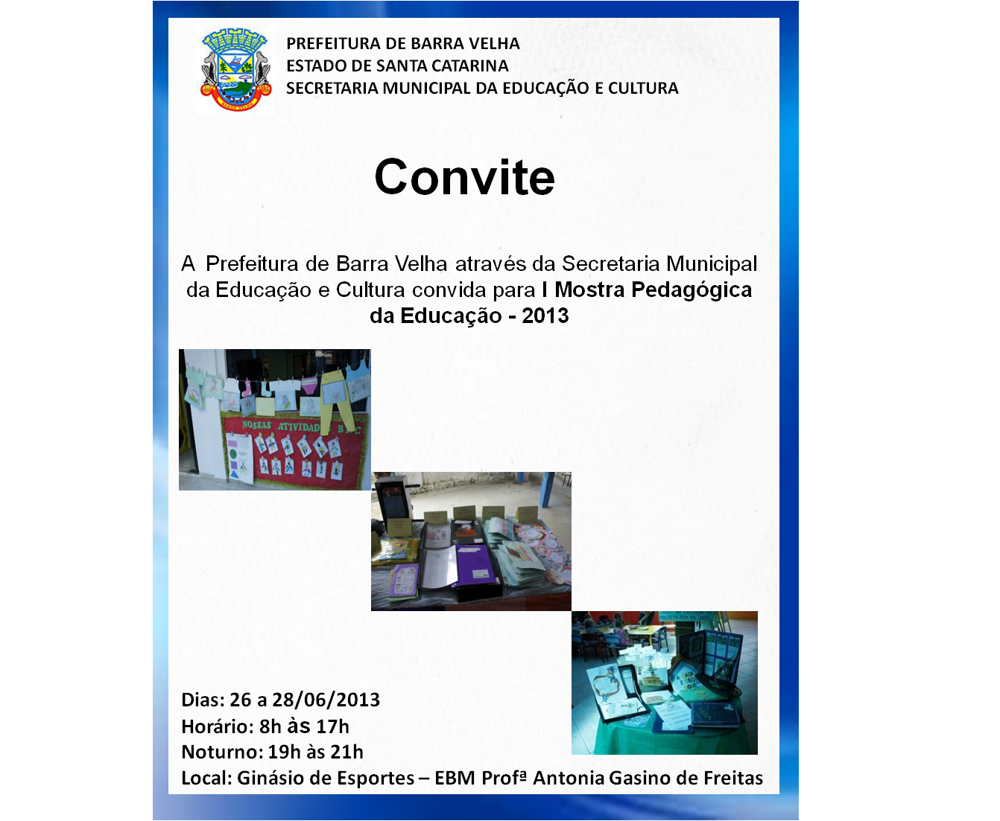 BARRA VELHA
PREFEITURA DE BARRA VELHA
ESTADO DE SANTA CATARINA
SECRETARIA MUNICIPAL DA EDUCAÇÃO E CULTURA
Convite
A Prefeitura de Barra Velha através da Secretaria Municipal
da Educação e Cultura convida para I Mostra Pedagógica
da Educação - 2013
NOSSAS ATIVIDAD
A CASA
Dias: 26 a 28/06/2013
Horário: 8h às 17h
Noturno: 19h às 21h
Local: Ginásio de Esportes – EBM Profª Antonia Gasino de Freitas